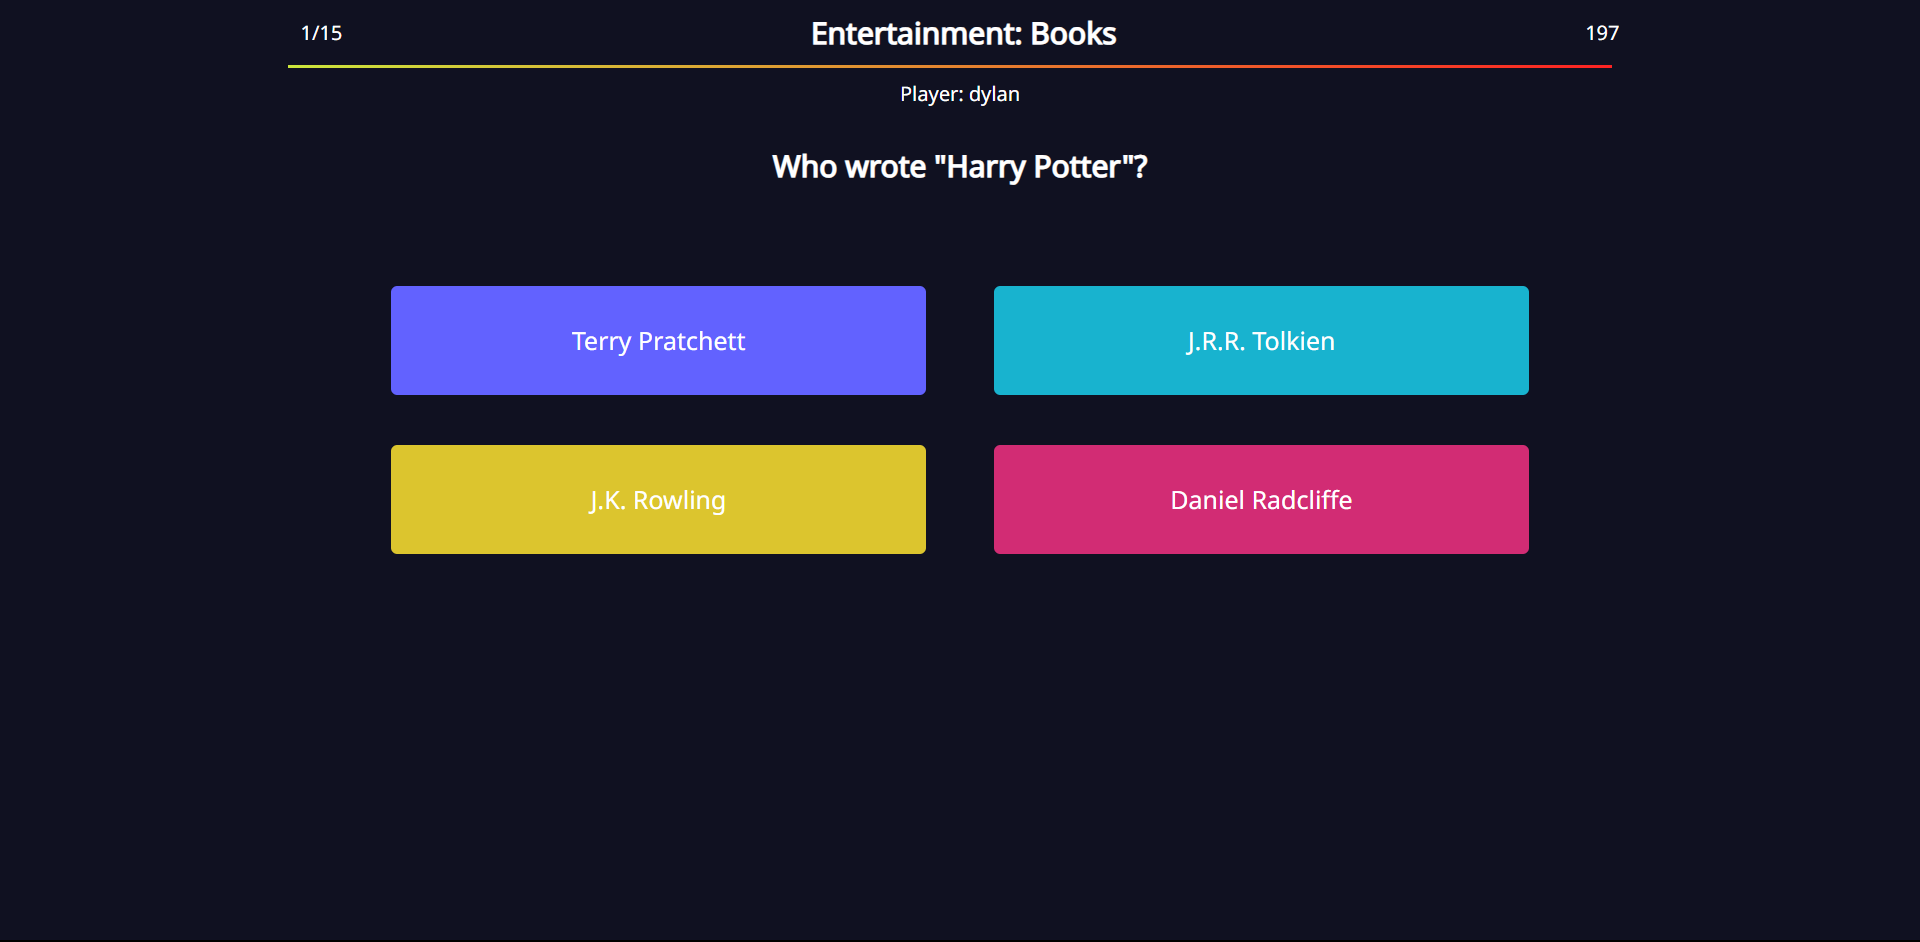 1/15
Entertainment: Books
197
Player: dylan
Who wrote "Harry Potter"?
Terry Pratchett
J.R.R. Tolkien
J.K. Rowling
Daniel Radcliffe